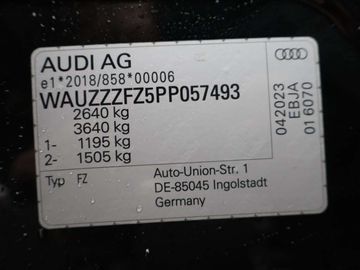 AUDI AG
e1*2018/858*00006
WAUZZZFZ5PP057493
2640 kg
3640 kg
1- 1195 kg
2- 1505 kg
Typ FZ
Auto-Union-Str. 1
DE-85045 Ingolstadt
Germany
042023
EBJA
016070